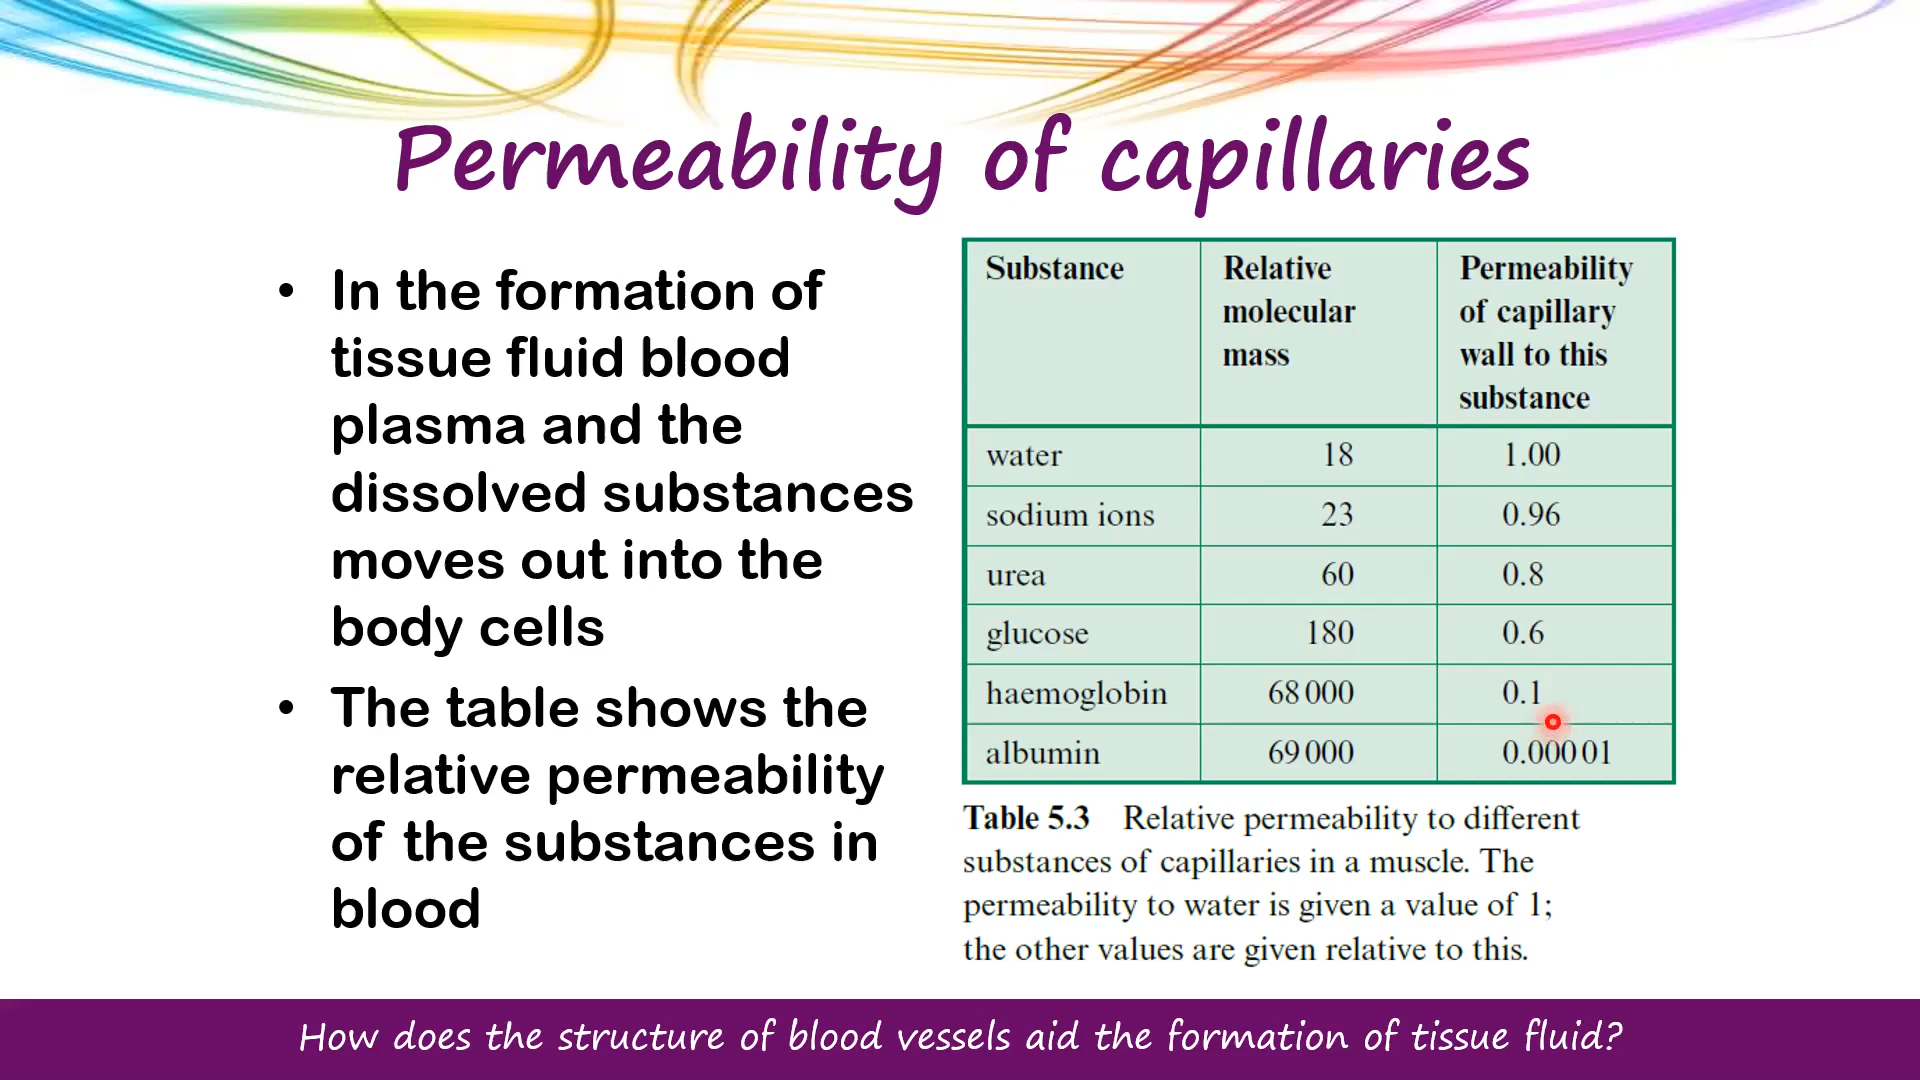 Permeability of capillaries
• In the formation of
tissue fluid blood
plasma and the
dissolved substances
moves out into the
body cells
• The table shows the
relative permeability
of the substances in
blood
Substance Relative molecular mass Permeability of capillary wall to this substance
water 18 1.00
sodium ions 23 0.96
urea 60 0.8
glucose 180 0.6
haemoglobin 68 000 0.1
albumin 69 000 0.000 01
Table 5.3 Relative permeability to different
substances of capillaries in a muscle. The
permeability to water is given a value of 1;
the other values are given relative to this.
How does the structure of blood vessels aid the formation of tissue fluid?